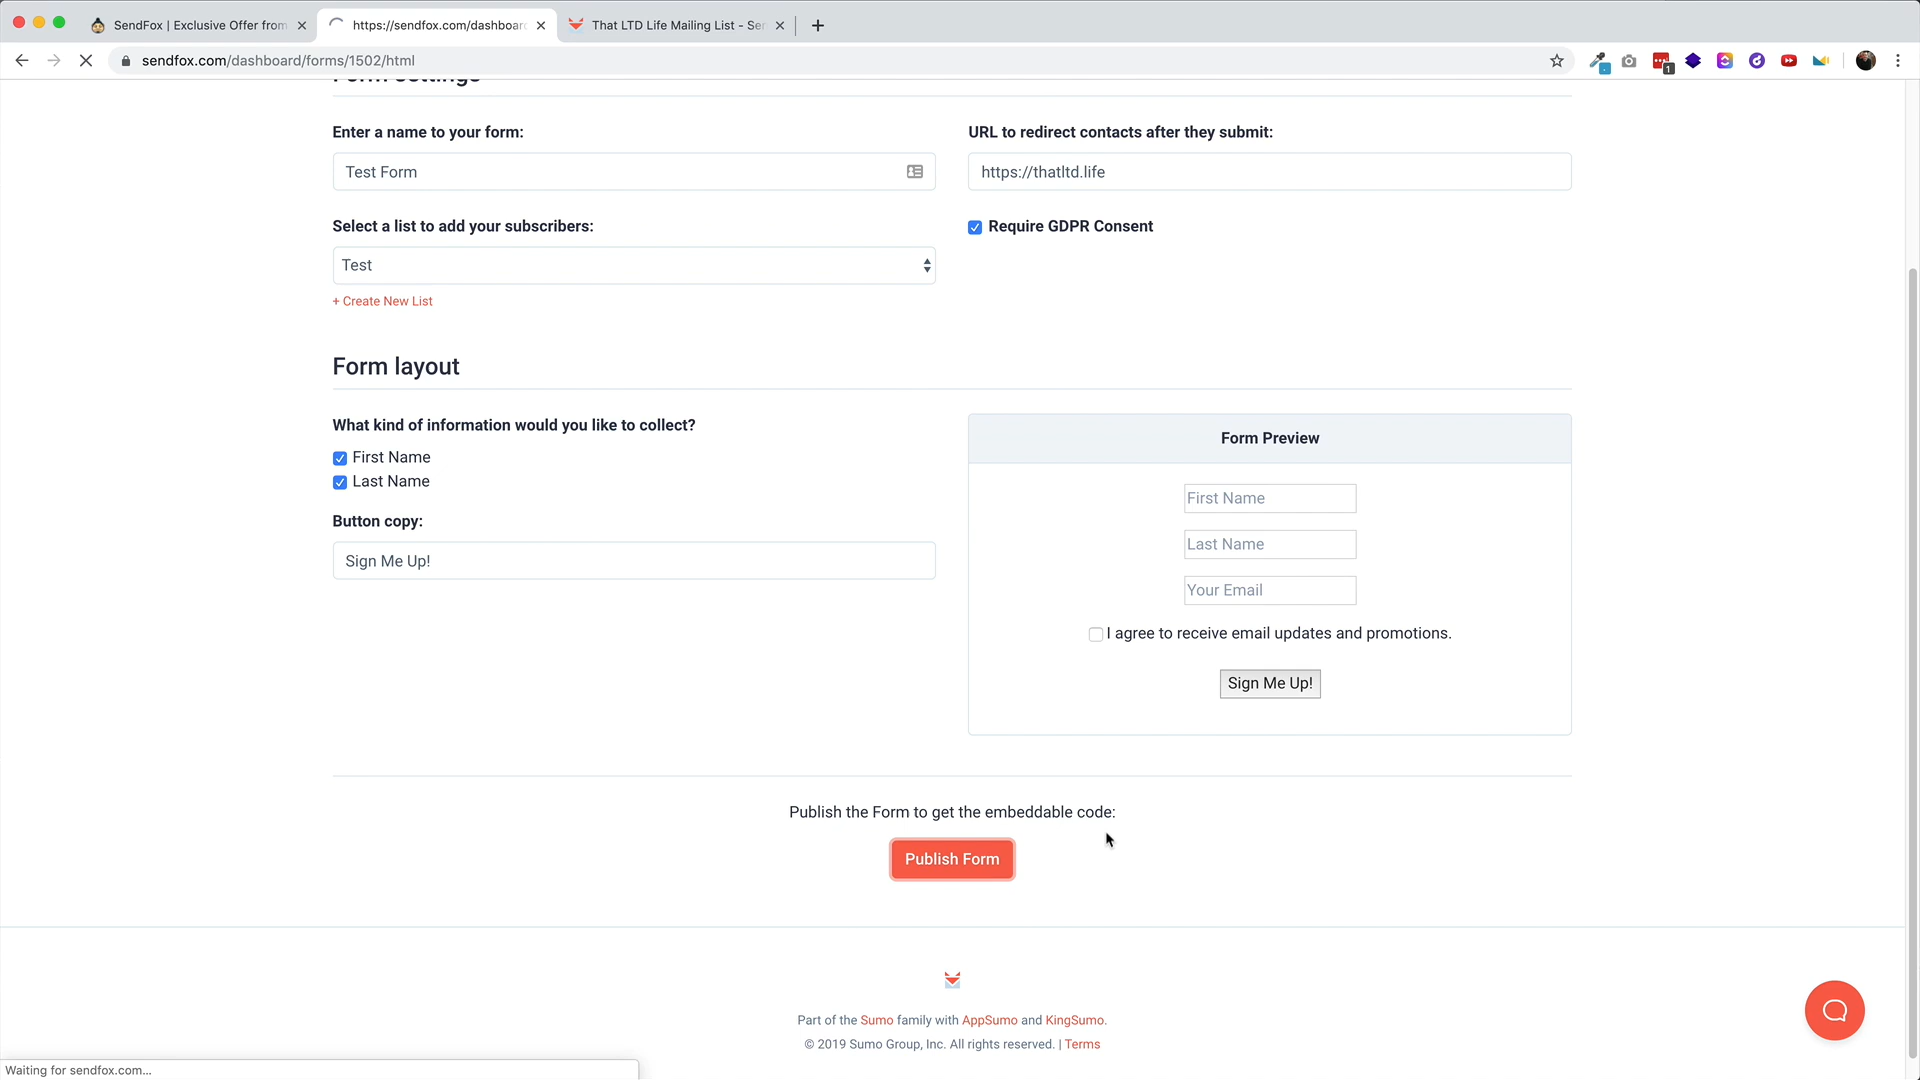 SendFox | Exclusive Offer from
https://sendfox.com/dashboar
That LTD Life Mailing List - Se
sendfox.com/dashboard/forms/1502/html
1
Form settings
Enter a name to your form:
URL to redirect contacts after they submit:
Test Form
https://thatltd.life
Select a list to add your subscribers:
Require GDPR Consent
Test
+ Create New List
Form layout
What kind of information would you like to collect?
Form Preview
First Name
Last Name
First Name
Last Name
Button copy:
Your Email
Sign Me Up!
I agree to receive email updates and promotions.
Sign Me Up!
Publish the Form to get the embeddable code:
Publish Form
Part of the Sumo family with AppSumo and KingSumo.
© 2019 Sumo Group, Inc. All rights reserved. | Terms
Waiting for sendfox.com...